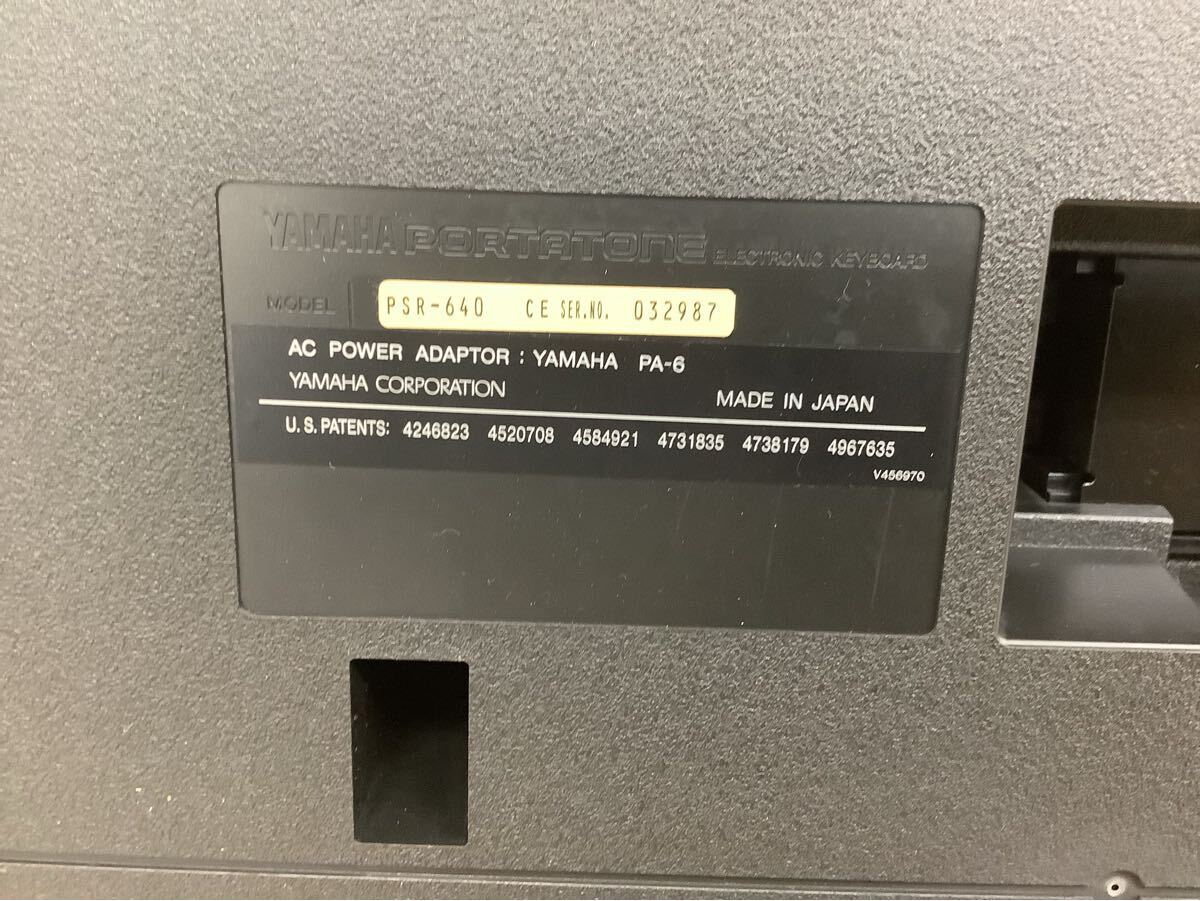 YAMAHA PORTATONE ELECTRONIC KEYBOARD
MODEL PSR-640 CE SER.NO. 032987
AC POWER ADAPTOR : YAMAHA PA-6
YAMAHA CORPORATION MADE IN JAPAN
U.S. PATENTS: 4246823 4520708 4584921 4731835 4738179 4967635
V456970